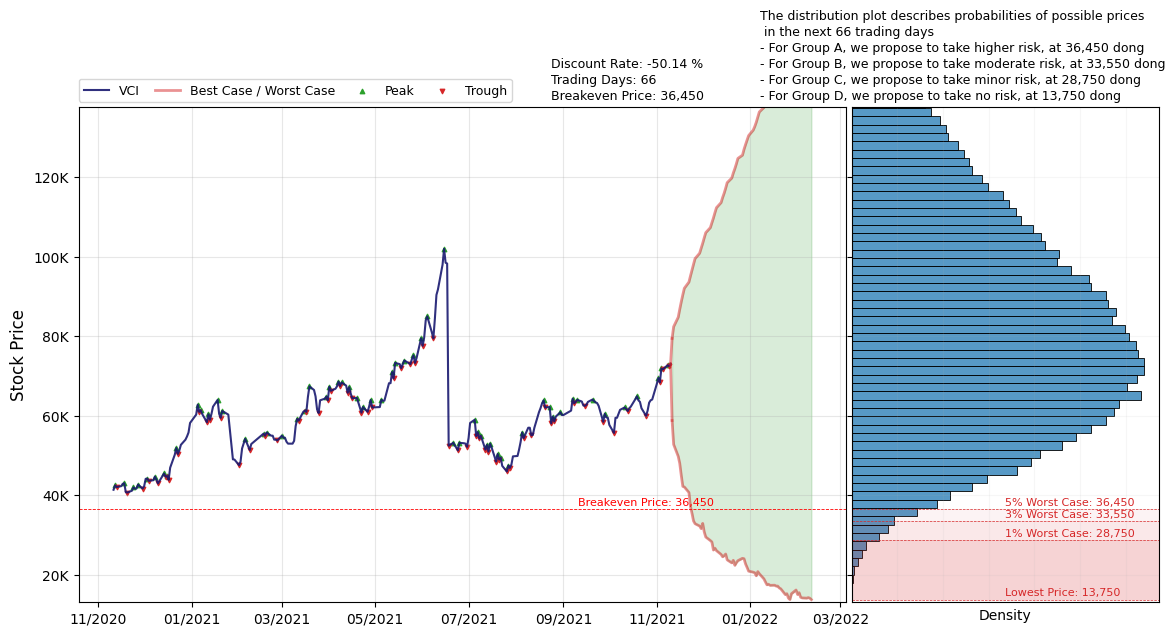 The distribution plot describes probabilities of possible prices
in the next 66 trading days
- For Group A, we propose to take higher risk, at 36,450 dong
- For Group B, we propose to take moderate risk, at 33,550 dong
- For Group C, we propose to take minor risk, at 28,750 dong
- For Group D, we propose to take no risk, at 13,750 dong
Discount Rate: -50.14 %
Trading Days: 66
Breakeven Price: 36,450
VCI
Best Case / Worst Case
Peak
Trough
Stock Price
120K
100K
80K
60K
40K
20K
Breakeven Price: 36,450
5% Worst Case: 36,450
3% Worst Case: 33,550
1% Worst Case: 28,750
Lowest Price: 13,750
11/2020
01/2021
03/2021
05/2021
07/2021
09/2021
11/2021
01/2022
03/2022
Density